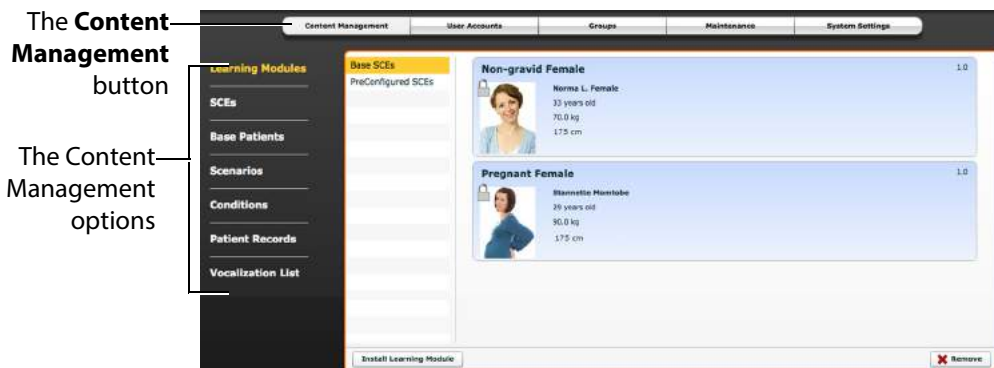 The Content
Management
button
The Content
Management
options
Content Management User Accounts Groups Maintenance System Settings
Learning Modules
SCEs
Base Patients
Scenarios
Conditions
Patient Records
Vocalization List
Base SCEs
PreConfigured SCEs
Non-gravid Female 1.0
Norma L. Female
33 years old
70.0 kg
175 cm
Pregnant Female 1.0
Stannette Momtobe
29 years old
90.0 kg
175 cm
Install Learning Module
Remove